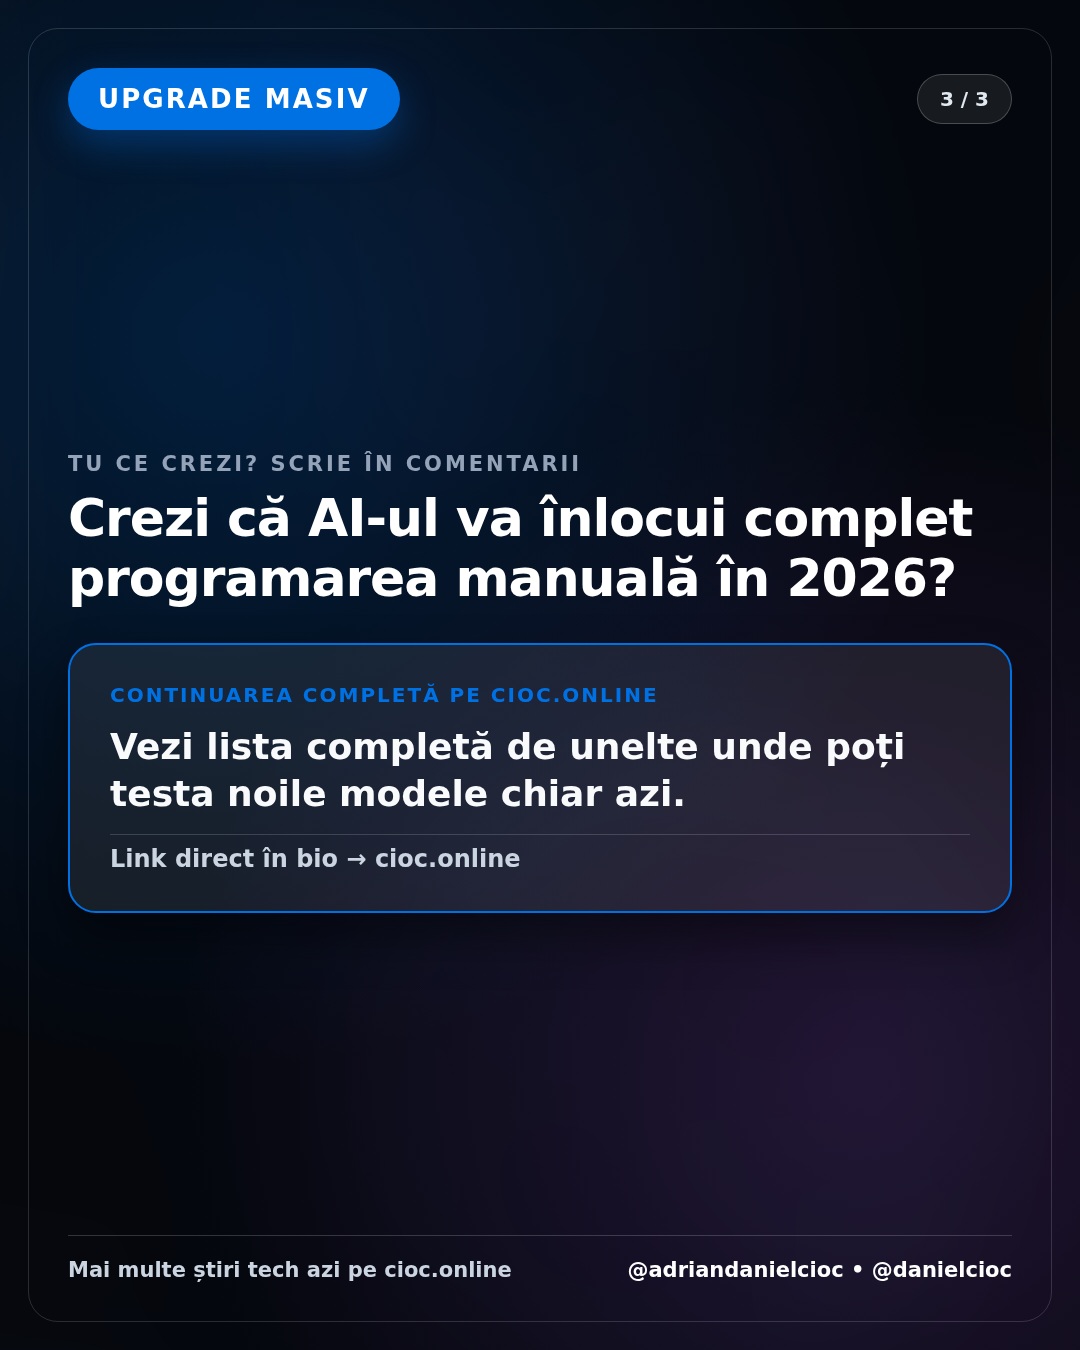 UPGRADE MASIV
3 / 3
TU CE CREZI? SCRIE ÎN COMENTARII
Crezi că AI-ul va înlocui complet
programarea manuală în 2026?
CONTINUAREA COMPLETĂ PE CIOC.ONLINE
Vezi lista completă de unelte unde poți
testa noile modele chiar azi.
Link direct în bio → cioc.online
Mai multe știri tech azi pe cioc.online
@adriandanielcioc • @danielcioc